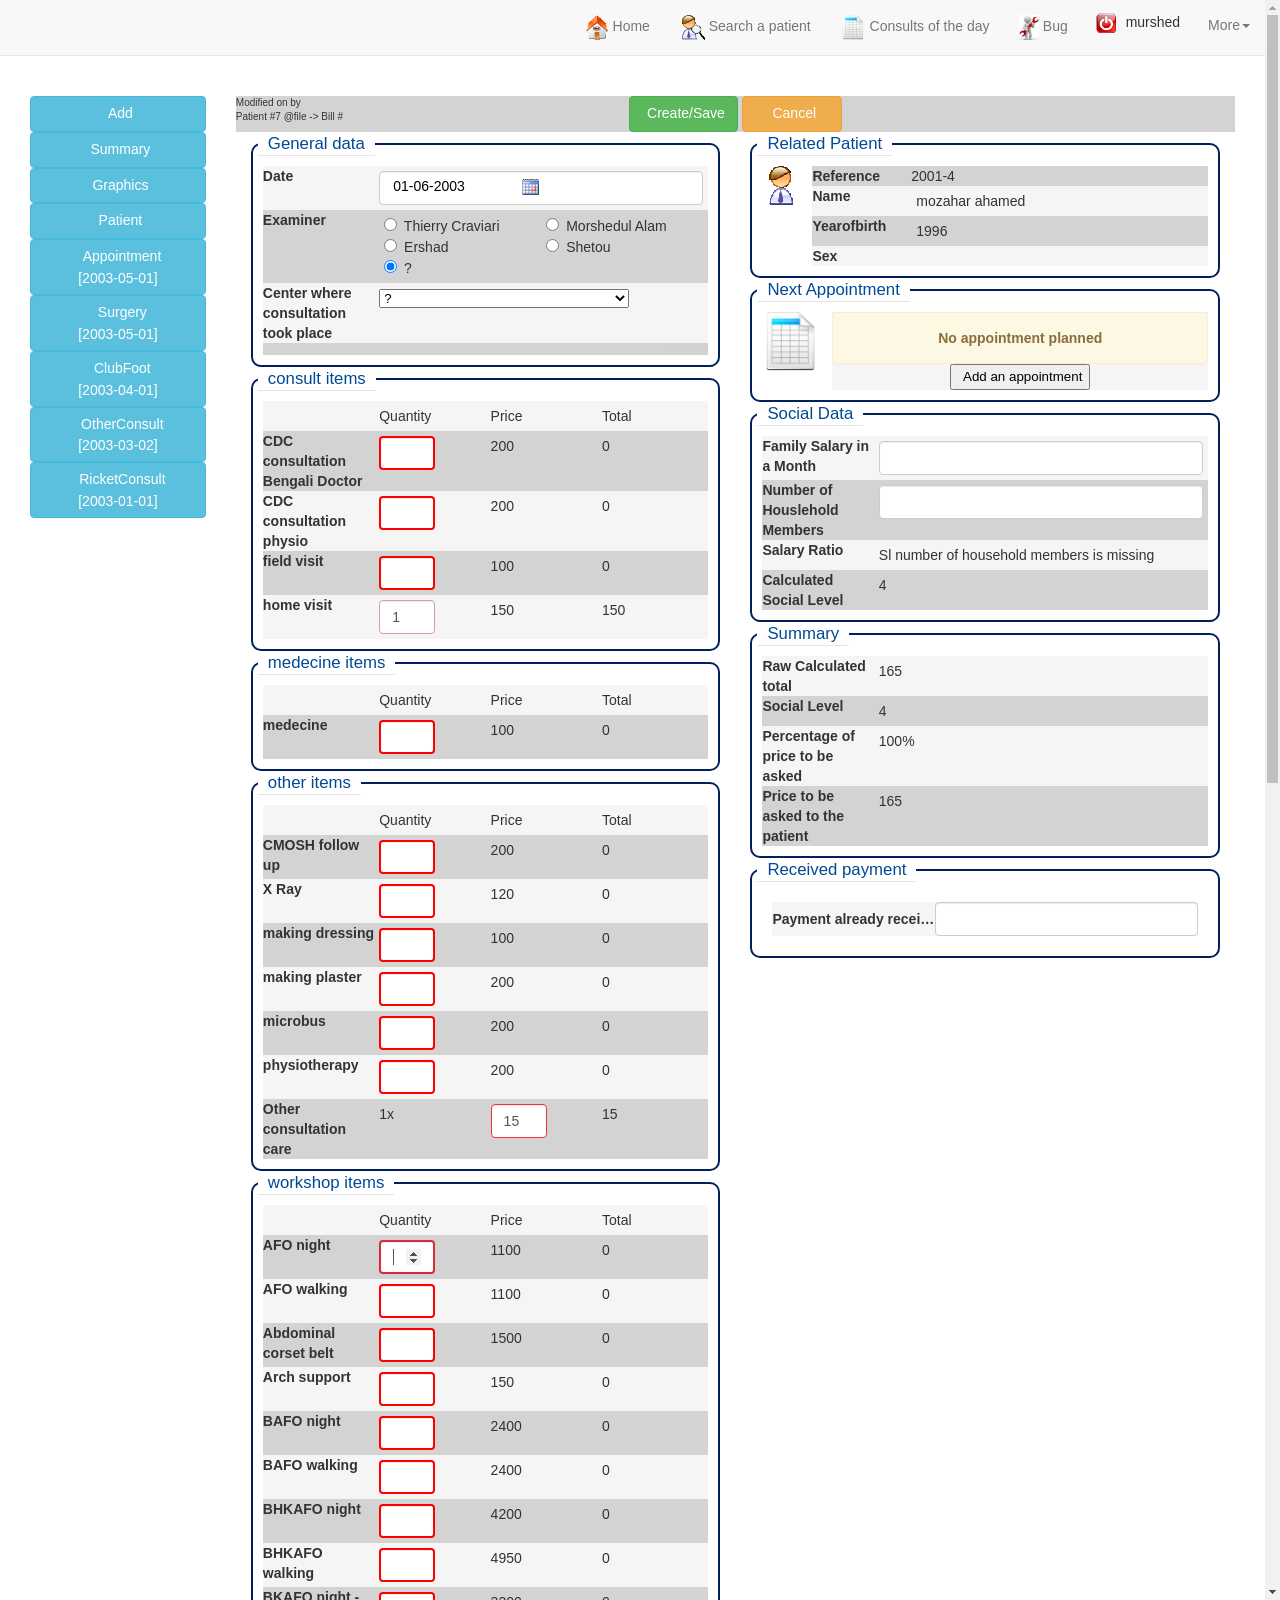 Home Search a patient Consults of the day Bug murshed More
Add
Summary
Graphics
Patient
Appointment
[2003-05-01]
Surgery
[2003-05-01]
ClubFoot
[2003-04-01]
OtherConsult
[2003-03-02]
RicketConsult
[2003-01-01]
Modified on by
Patient #7 @file -> Bill #
Create/Save Cancel
General data
Date 01-06-2003
Examiner Thierry Craviari Morshedul Alam
Ershad Shetou
?
Center where ?
consultation
took place
consult items
Quantity Price Total
CDC 200 0
consultation
Bengali Doctor
CDC 200 0
consultation
physio
field visit 100 0
home visit 1 150 150
medecine items
Quantity Price Total
medecine 100 0
other items
Quantity Price Total
CMOSH follow 200 0
up
X Ray 120 0
making dressing 100 0
making plaster 200 0
microbus 200 0
physiotherapy 200 0
Other 1x 15 15
consultation
care
workshop items
Quantity Price Total
AFO night 1100 0
AFO walking 1100 0
Abdominal 1500 0
corset belt
Arch support 150 0
BAFO night 2400 0
BAFO walking 2400 0
BHKAFO night 4200 0
BHKAFO 4950 0
walking
BKAFO night -
Related Patient
Reference 2001-4
Name mozahar ahamed
Yearofbirth 1996
Sex
Next Appointment
No appointment planned
Add an appointment
Social Data
Family Salary in
a Month
Number of
Houslehold
Members
Salary Ratio Sl number of household members is missing
Calculated 4
Social Level
Summary
Raw Calculated 165
total
Social Level 4
Percentage of 100%
price to be
asked
Price to be 165
asked to the
patient
Received payment
Payment already recei…